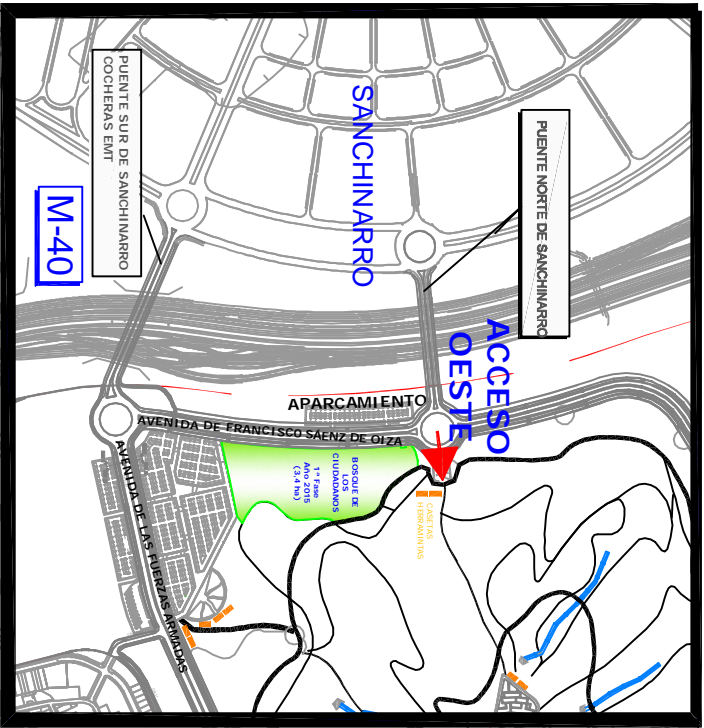 PUENTE SUR DE SANCHINARRO
COCHERAS EMT
M-40
SANCHINARRO
PUENTE NORTE DE SANCHINARRO
ACCESO
OESTE
APARCAMIENTO
AVENIDA DE FRANCISCO SAENZ DE OIZA
AVENIDA DE LAS FUERZAS ARMADAS
BOSQUE DE
LOS
CIUDADANOS
1ª Fase
Año 2015
(3.4 ha)
CASETAS
HERRAMINTAS